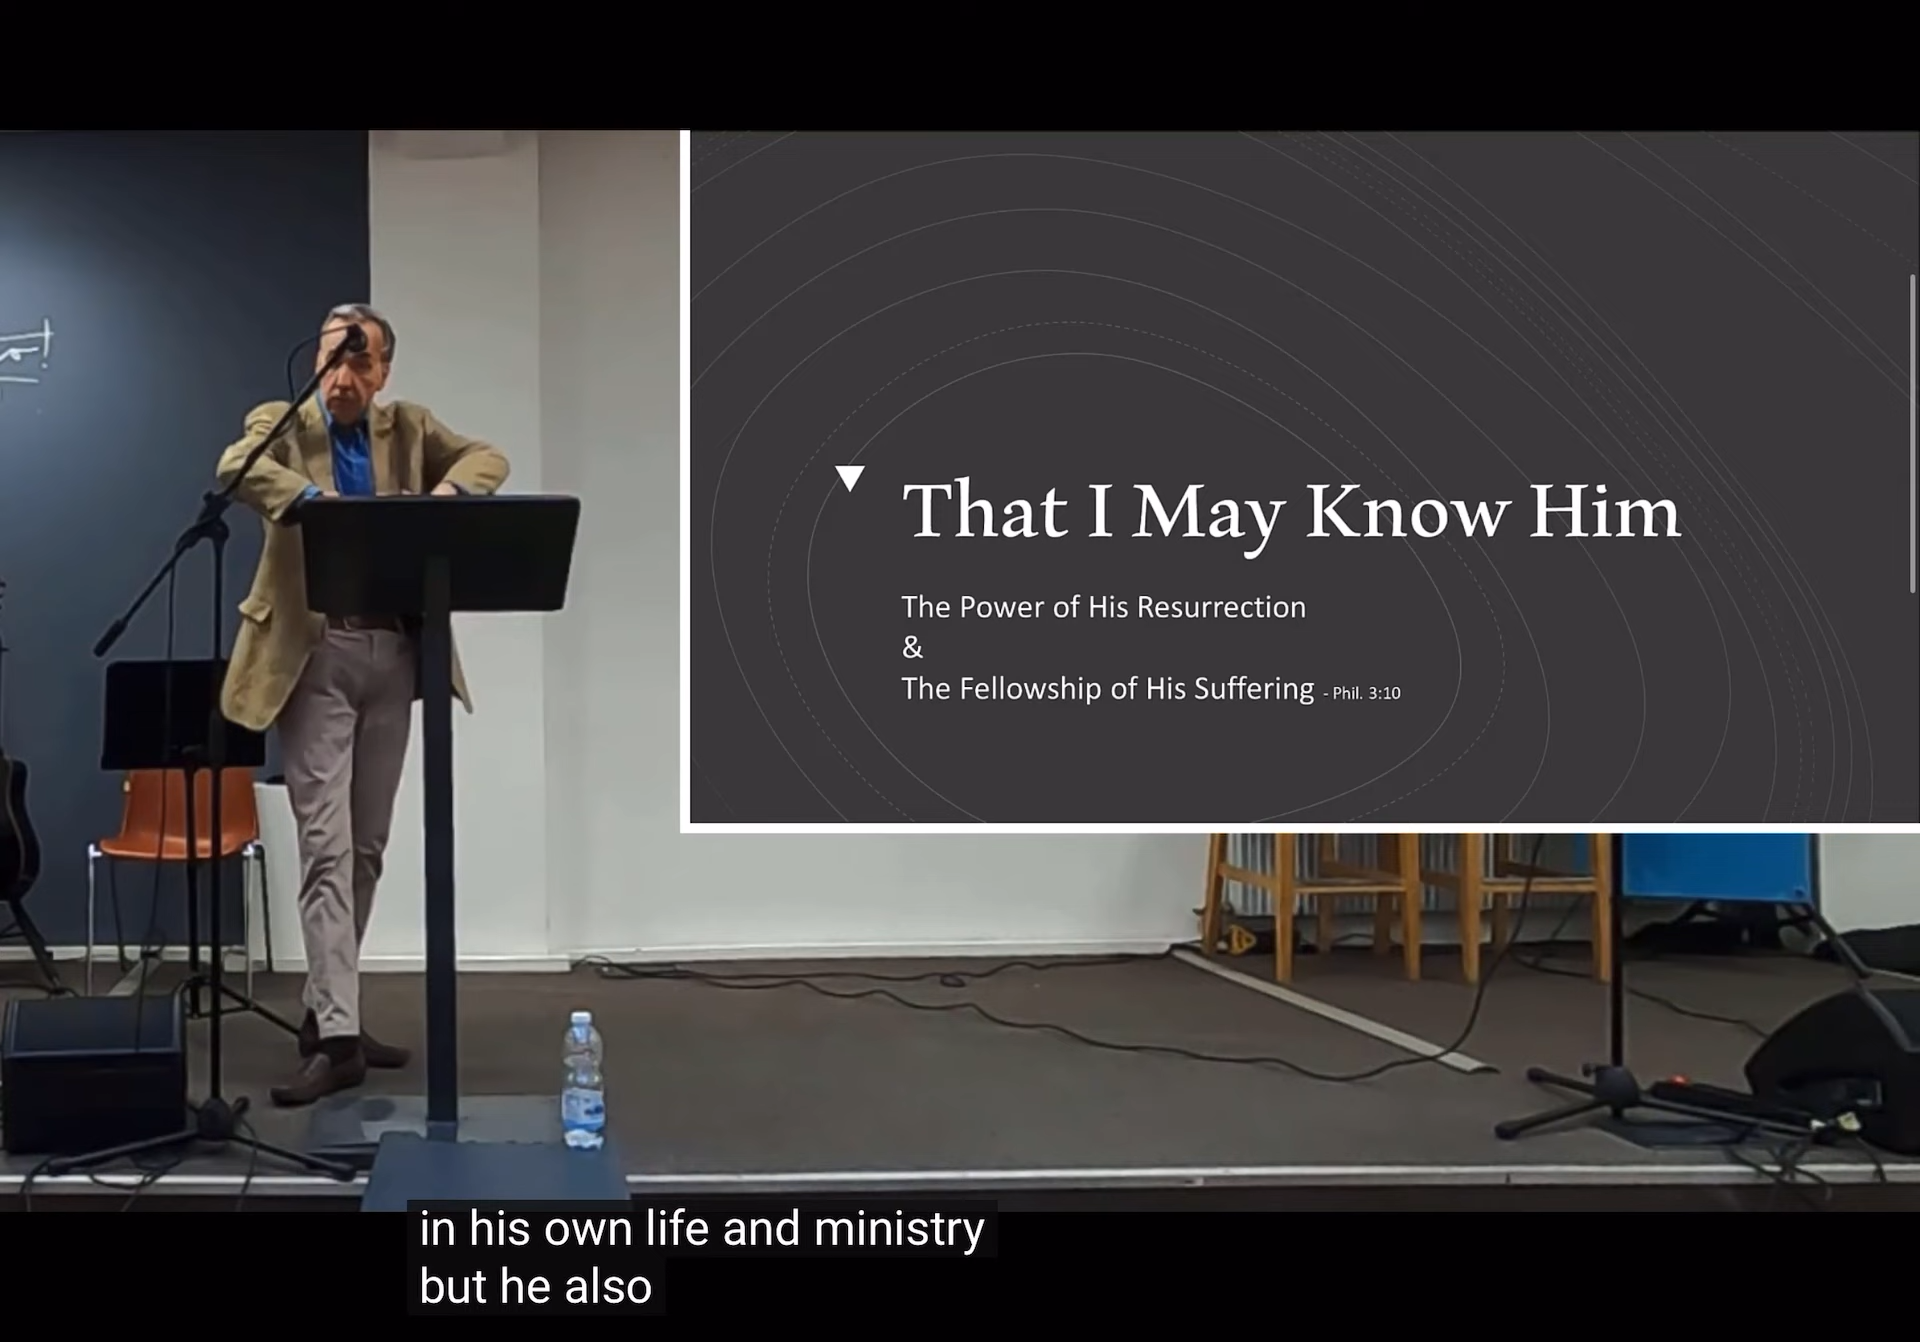 That I May Know Him
The Power of His Resurrection
&
The Fellowship of His Suffering - Phil. 3:10
in his own life and ministry
but he also